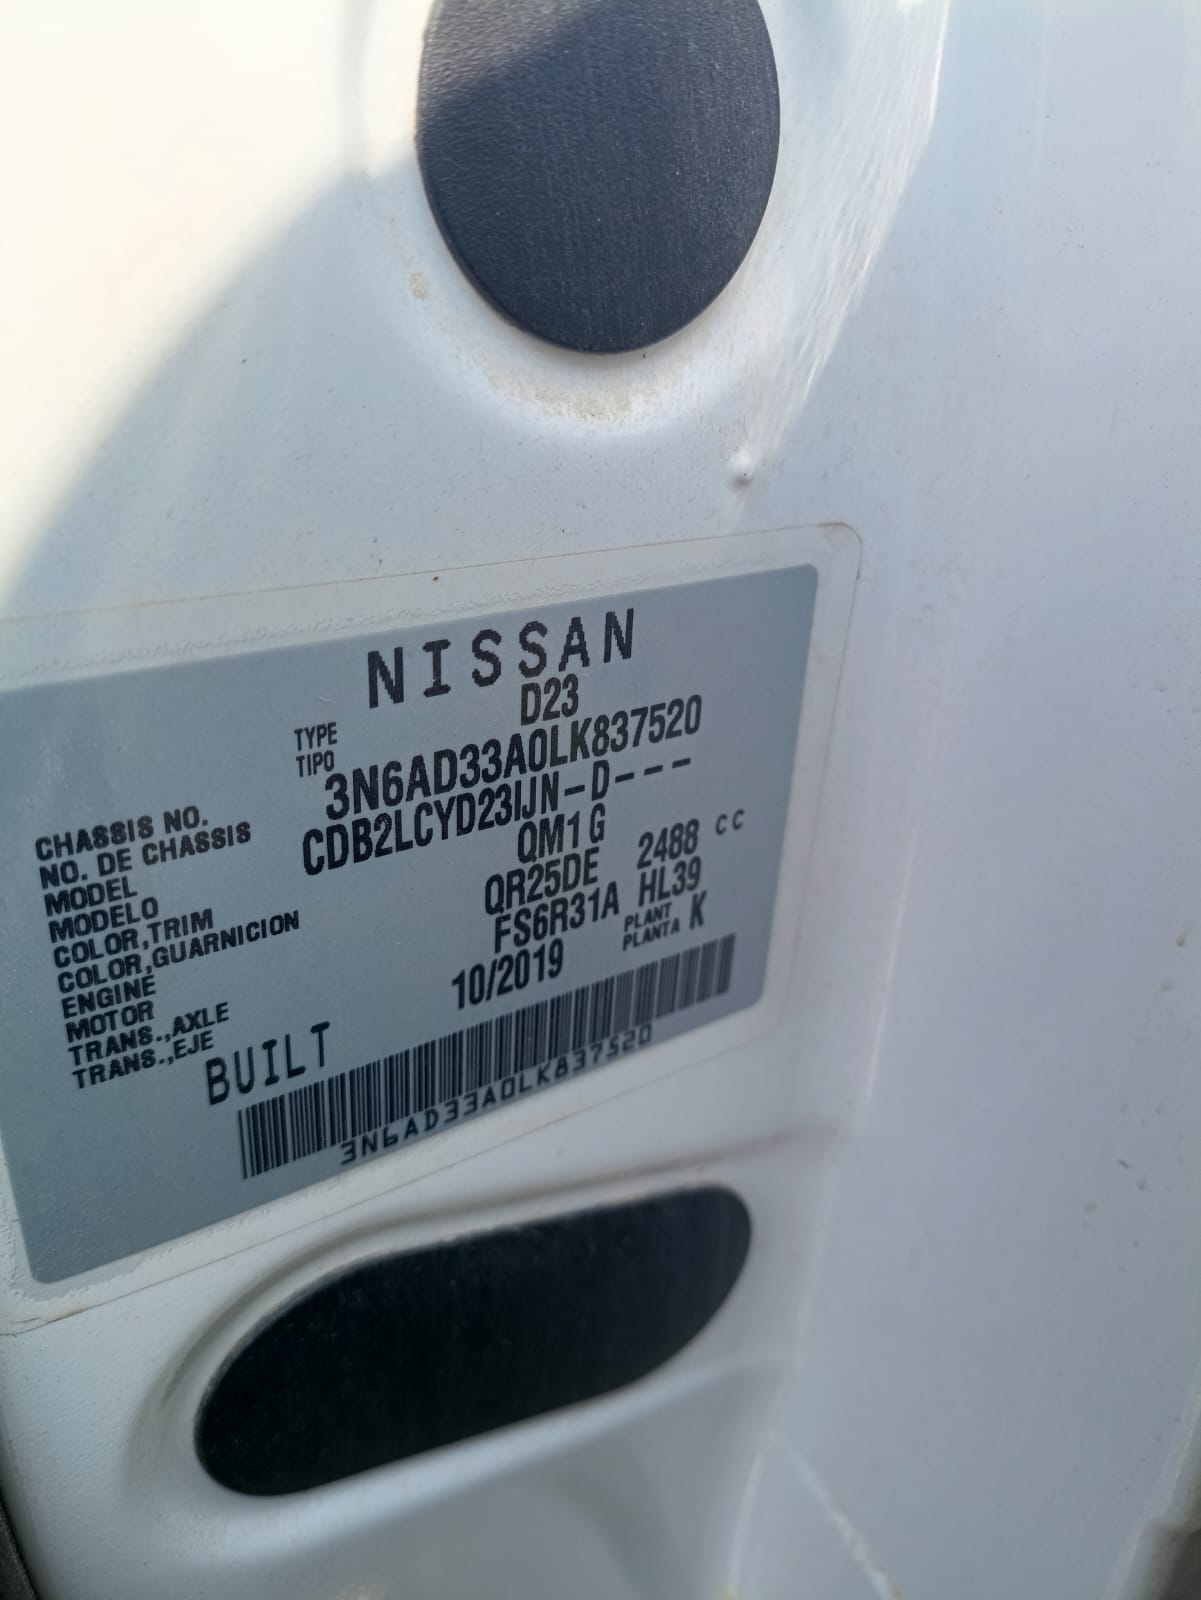 NISSAN
TYPE D23
TIPO
CHASSIS NO. 3N6AD33A0LK837520
NO. DE CHASSIS
MODEL CDB2LCYD23IJN-D---
MODELO
COLOR,TRIM QM1 G
COLOR,GUARNICION
ENGINE QR25DE 2488 CC
MOTOR
TRANS.,AXLE FS6R31A HL39
TRANS.,EJE
PLANT K
PLANTA
BUILT 10/2019
3N6AD33A0LK837520